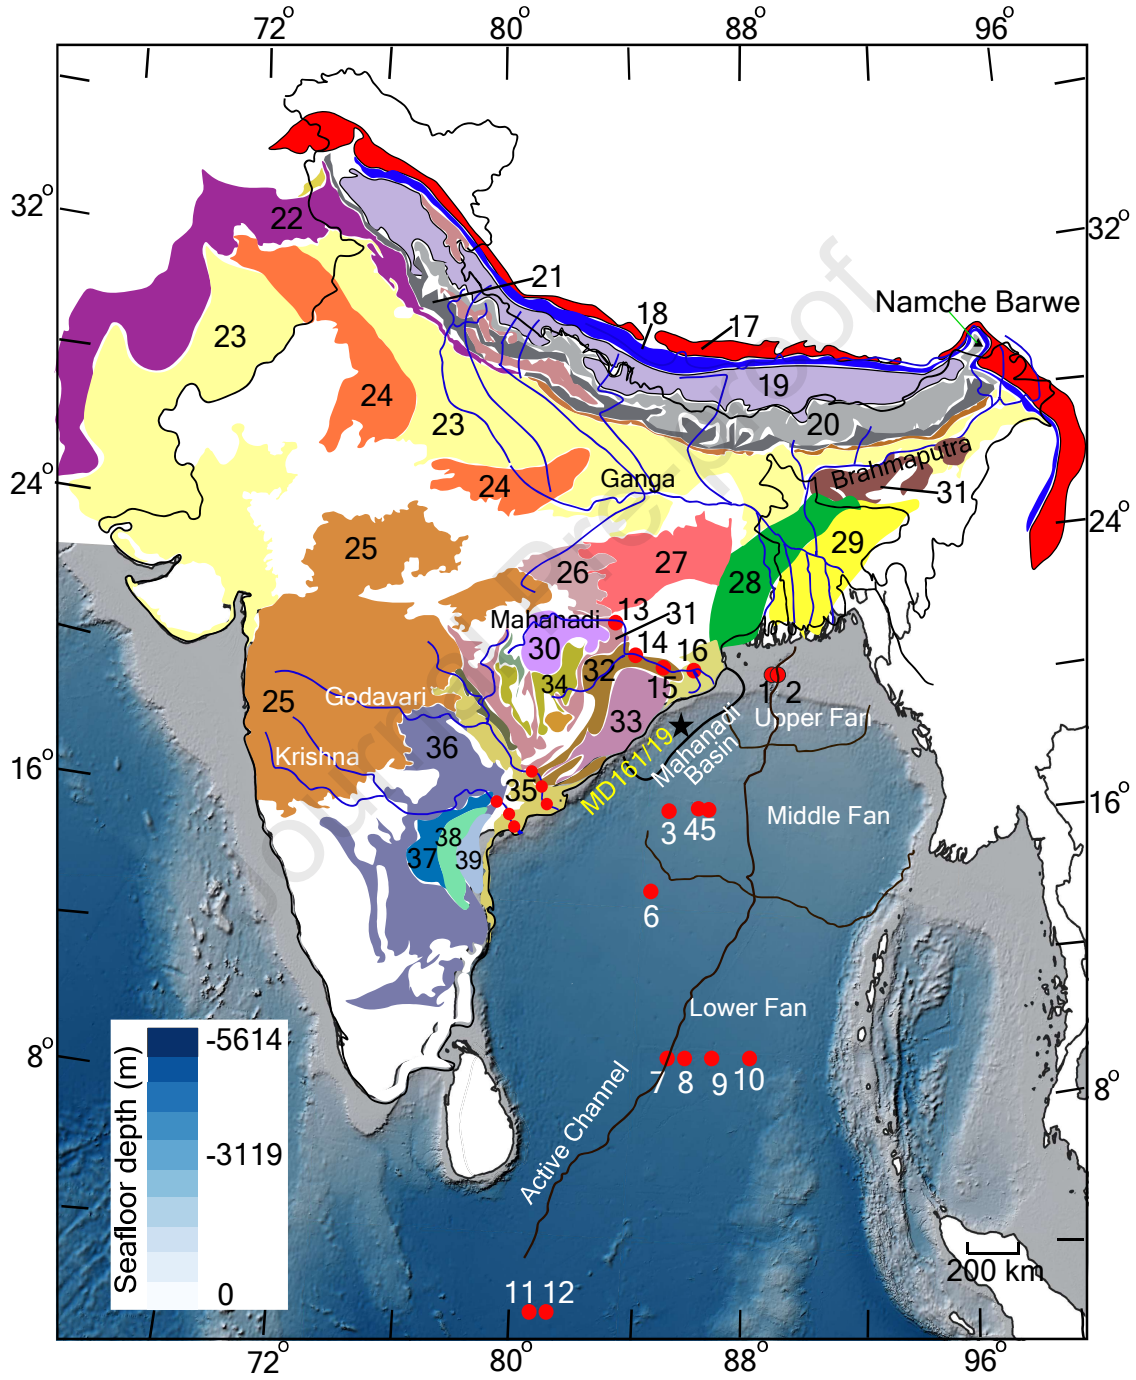 72° 80° 88° 96°
32°
32°
24°
24°
16°
16°
8°
8°
72° 80° 88° 96°
Journal Pre-proof
22
21
Namche Barwe
18
17
23
19
24
23
20
Brahmaputra
24
Ganga
31
25
29
27
26
28
13
31
Mahanadi
30
14
16
32
34
15
1 2
25
Godavari
33
Upper Fan
36
Mahanadi
Basin
Krishna
MD161/19
35
Middle Fan
3 4 5
38
37
39
6
Lower Fan
7 8 9 10
Active Channel
11 12
Seafloor depth (m)
-5614
-3119
0
200 km